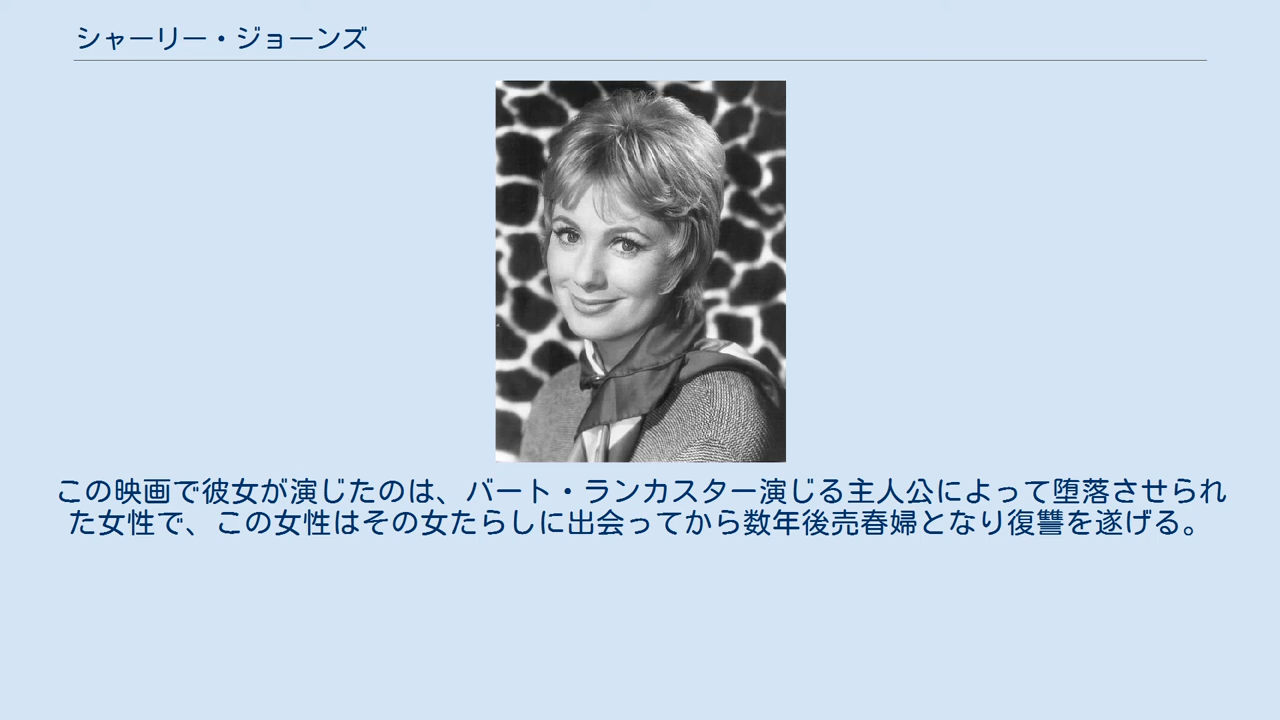 シャーリー・ジョーンズ
この映画で彼女が演じたのは、バート・ランカスター演じる主人公によって堕落させられ
た女性で、この女性はその女たらしに出会ってから数年後売春婦となり復讐を遂げる。